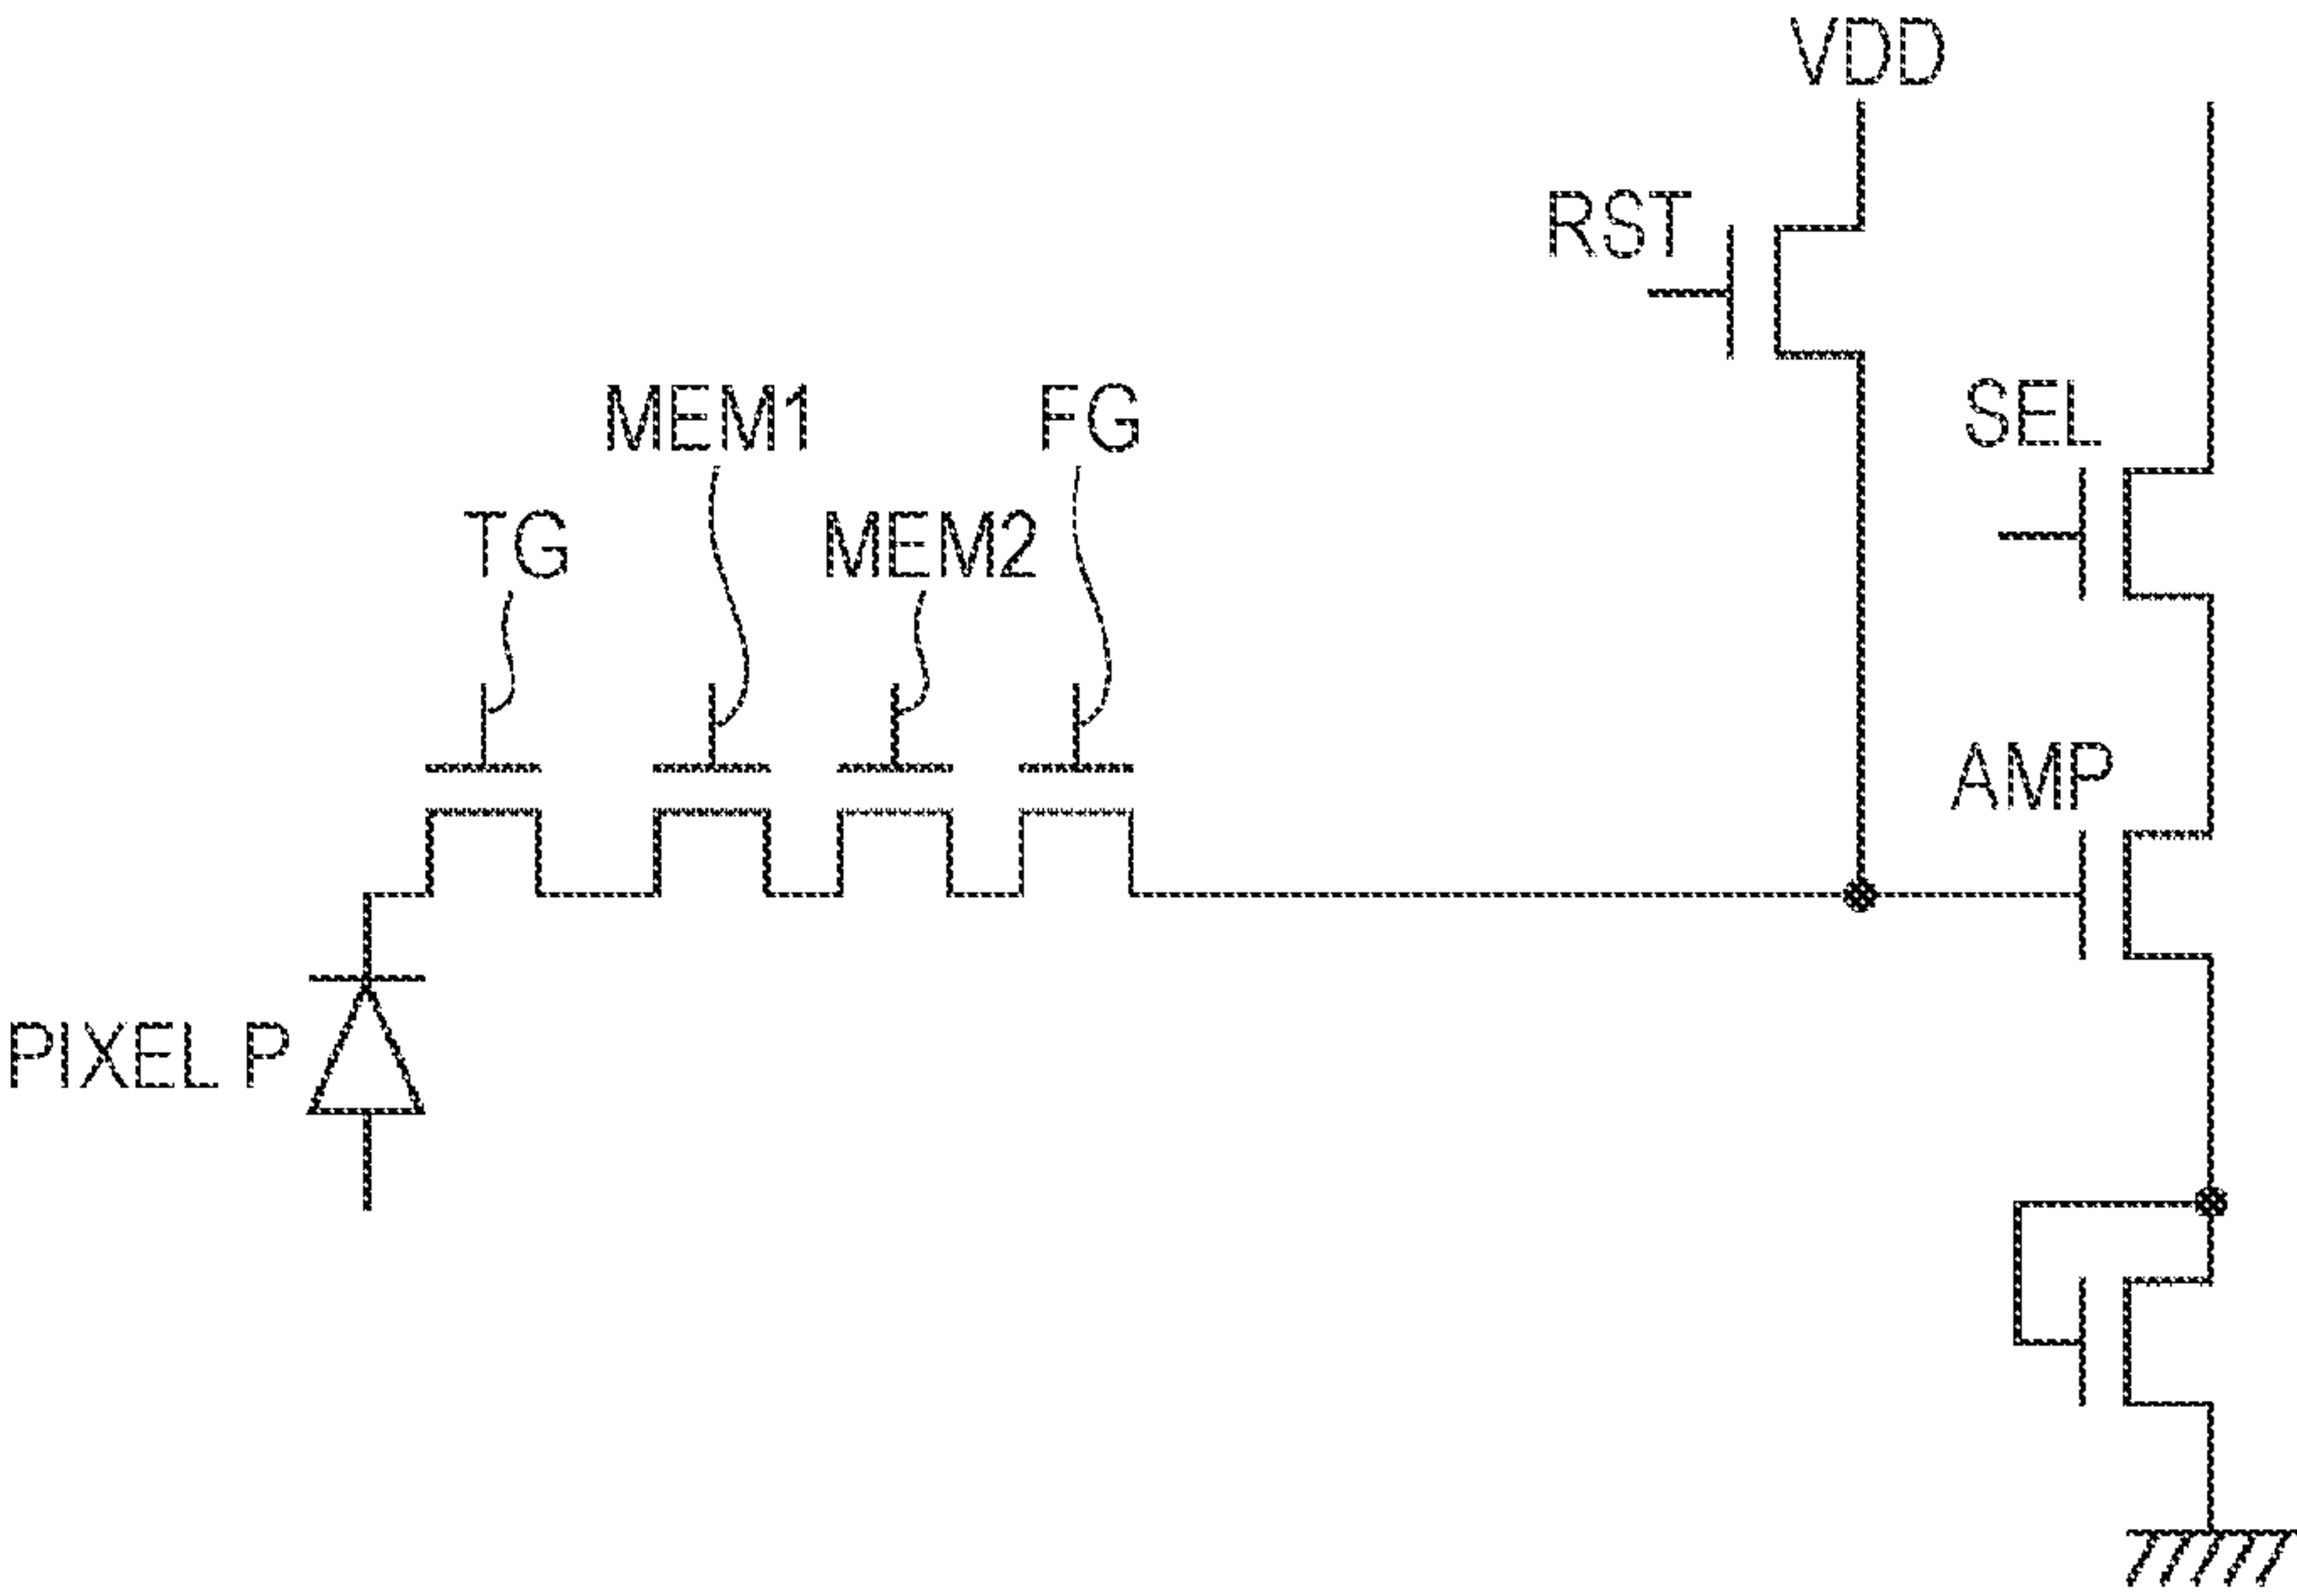 VDD
RST
SEL
MEM1
FG
TG
MEM2
AMP
PIXEL P